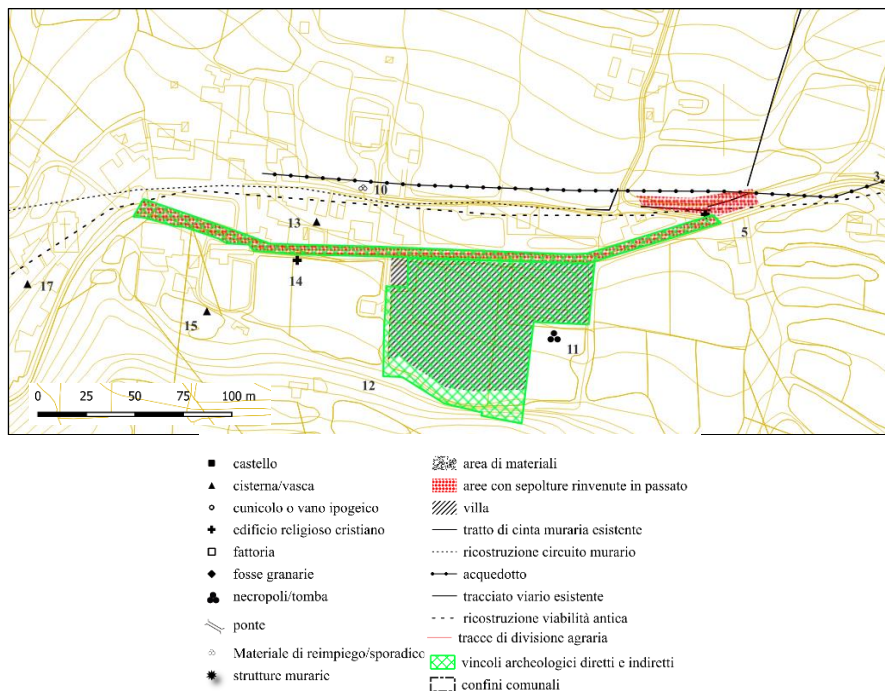 3
10
13
5
14
17
15
11
12
0 25 50 75 100 m
castello
cisterna/vasca
cunicolo o vano ipogeico
edificio religioso cristiano
fattoria
fosse granarie
necropoli/tomba
ponte
Materiale di reimpiego/sporadico
strutture murarie
area di materiali
aree con sepolture rinvenute in passato
villa
tratto di cinta muraria esistente
ricostruzione circuito murario
acquedotto
tracciato viario esistente
ricostruzione viabilità antica
tracce di divisione agraria
vincoli archeologici diretti e indiretti
confini comunali